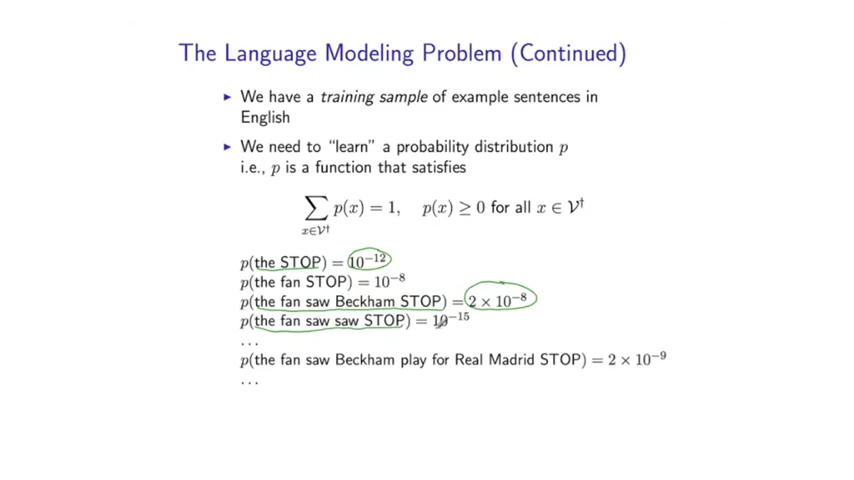 The Language Modeling Problem (Continued)
▶ We have a training sample of example sentences in
English
▶ We need to “learn” a probability distribution p
i.e., p is a function that satisfies
∑ p(x) = 1, p(x) ≥ 0 for all x ∈ 𝒱†
x∈𝒱†
p(the STOP) = 10⁻¹²
p(the fan STOP) = 10⁻⁸
p(the fan saw Beckham STOP) = 2 × 10⁻⁸
p(the fan saw saw STOP) = 10⁻¹⁵
...
p(the fan saw Beckham play for Real Madrid STOP) = 2 × 10⁻⁹
...